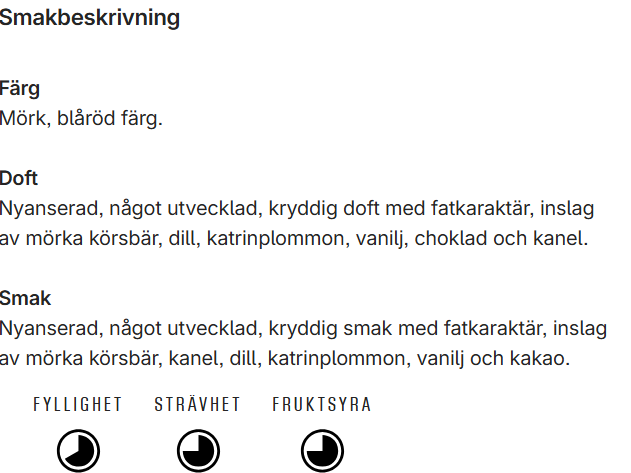 Smakbeskrivning
Färg
Mörk, blåröd färg.
Doft
Nyanserad, något utvecklad, kryddig doft med fatkaraktär, inslag
av mörka körsbär, dill, katrinplommon, vanilj, choklad och kanel.
Smak
Nyanserad, något utvecklad, kryddig smak med fatkaraktär, inslag
av mörka körsbär, kanel, dill, katrinplommon, vanilj och kakao.
FYLLIGHET STRÄVHET FRUKTSYRA